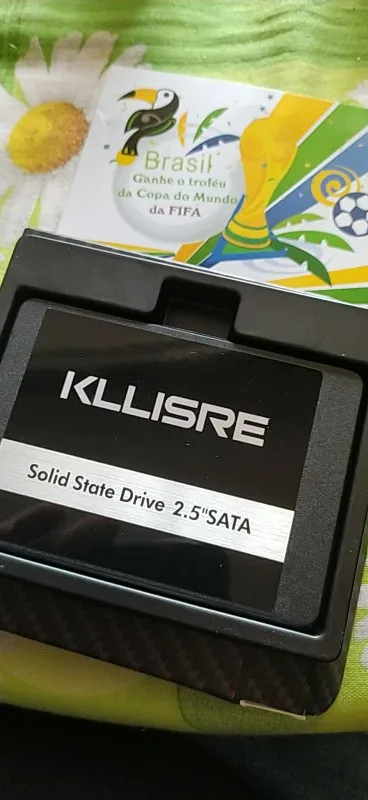 Brasil
Ganhe o troféu
da Copa do Mundo
da FIFA
KLLISRE
Solid State Drive 2.5"SATA